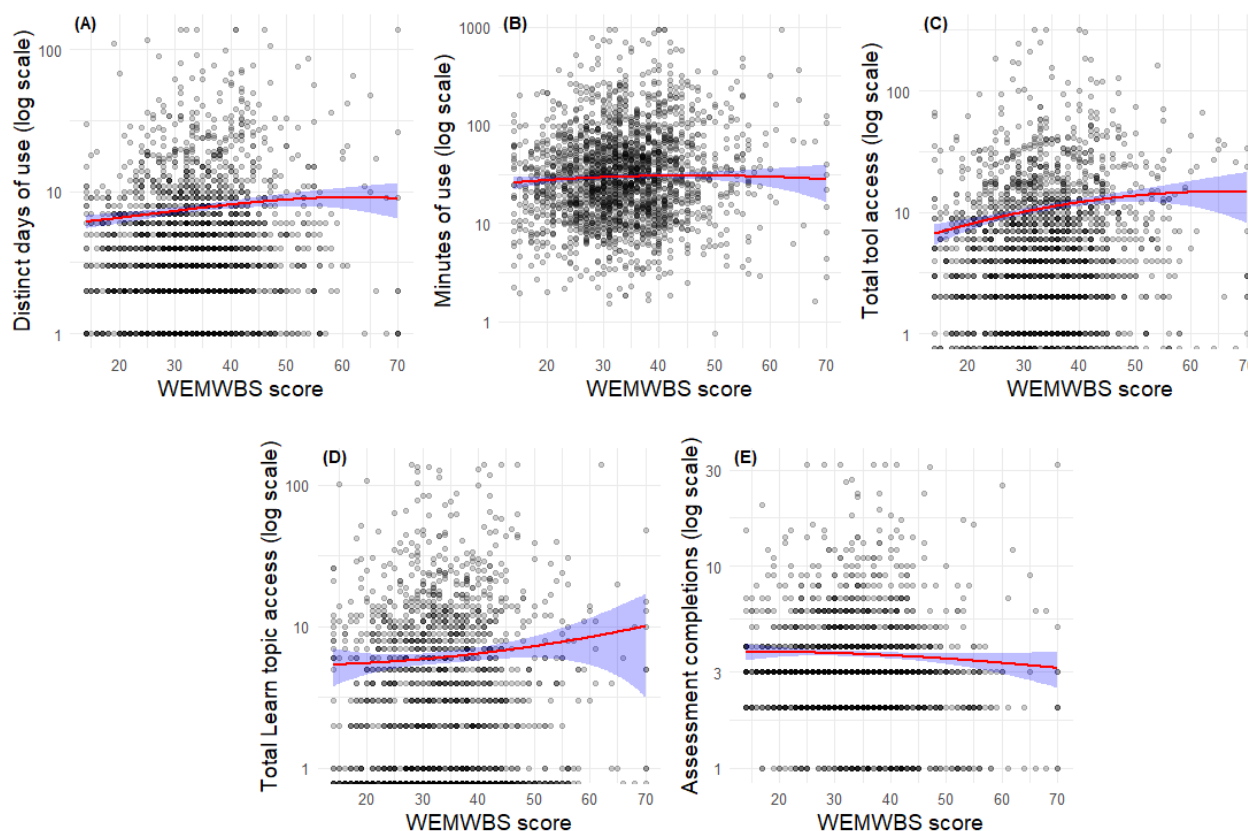 (A)
Distinct days of use (log scale)
100
10
1
20 30 40 50 60 70
WEMWBS score
(B)
Minutes of use (log scale)
1000
100
10
1
20 30 40 50 60 70
WEMWBS score
(C)
Total tool access (log scale)
100
10
1
20 30 40 50 60 70
WEMWBS score
(D)
Total Learn topic access (log scale)
100
10
1
20 30 40 50 60 70
WEMWBS score
(E)
Assessment completions (log scale)
30
10
3
1
20 30 40 50 60 70
WEMWBS score